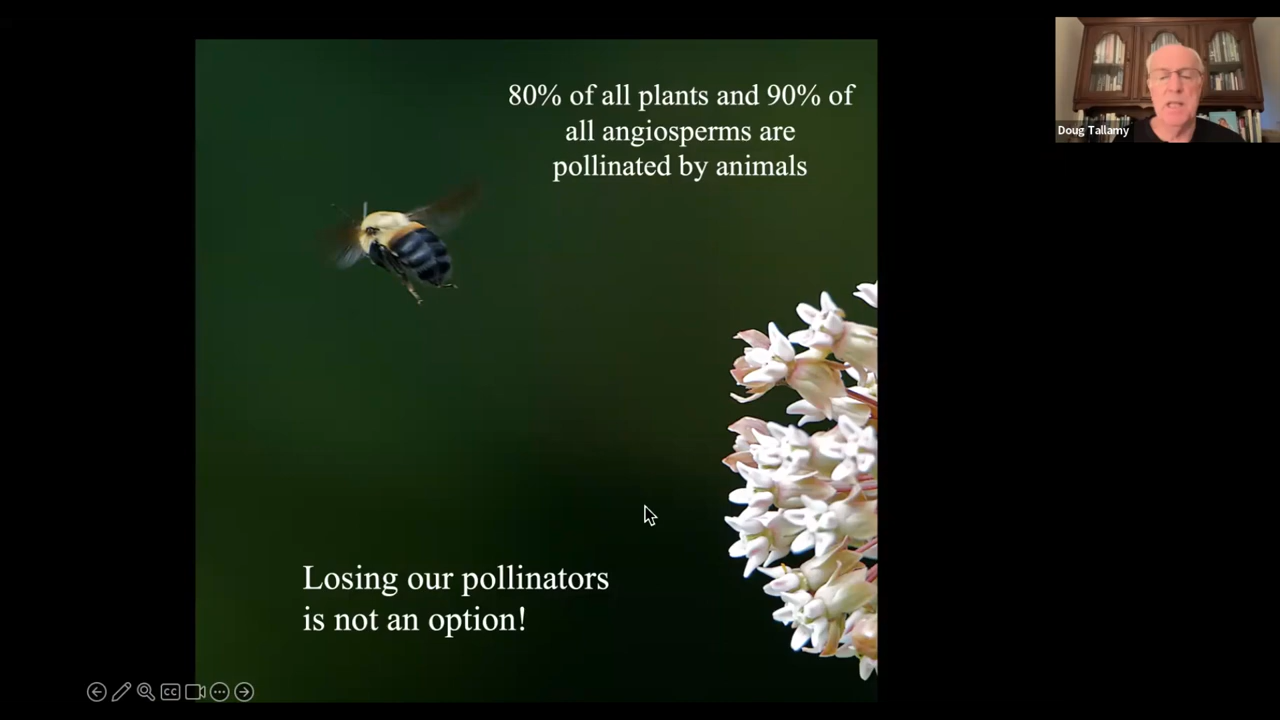 80% of all plants and 90% of
all angiosperms are
pollinated by animals
Doug Tallamy
Losing our pollinators
is not an option!
CC